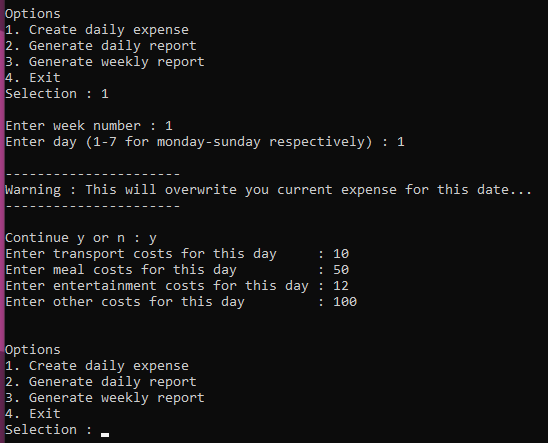 Options
1. Create daily expense
2. Generate daily report
3. Generate weekly report
4. Exit
Selection : 1
Enter week number : 1
Enter day (1-7 for monday-sunday respectively) : 1
----------------------
Warning : This will overwrite you current expense for this date...
----------------------
Continue y or n : y
Enter transport costs for this day     : 10
Enter meal costs for this day          : 50
Enter entertainment costs for this day : 12
Enter other costs for this day         : 100
Options
1. Create daily expense
2. Generate daily report
3. Generate weekly report
4. Exit
Selection :